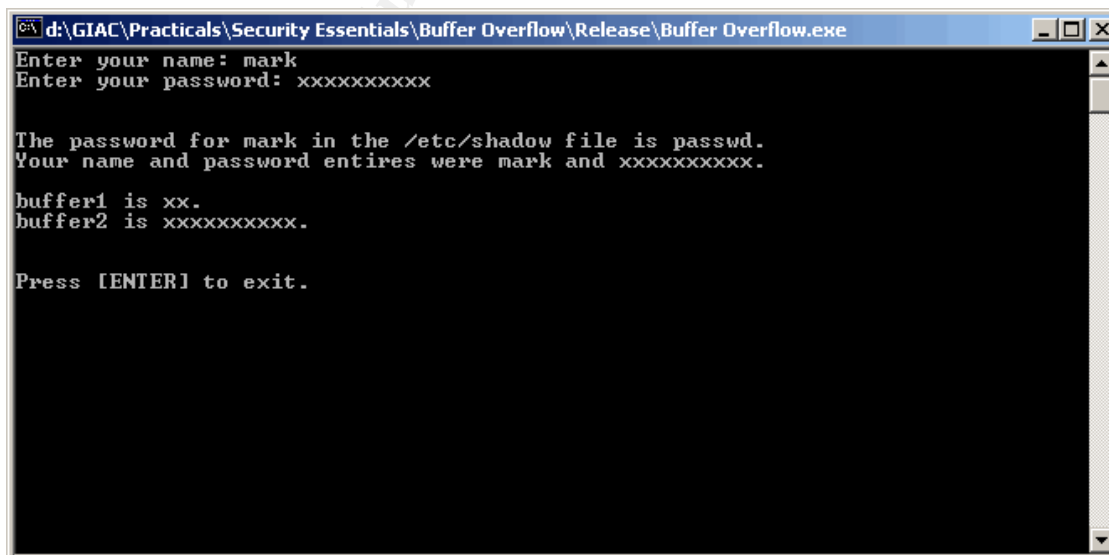 d:\GIAC\Practicals\Security Essentials\Buffer Overflow\Release\Buffer Overflow.exe
Enter your name: mark
Enter your password: xxxxxxxxxx
The password for mark in the /etc/shadow file is passwd.
Your name and password entires were mark and xxxxxxxxxx.
buffer1 is xx.
buffer2 is xxxxxxxxxx.
Press [ENTER] to exit.